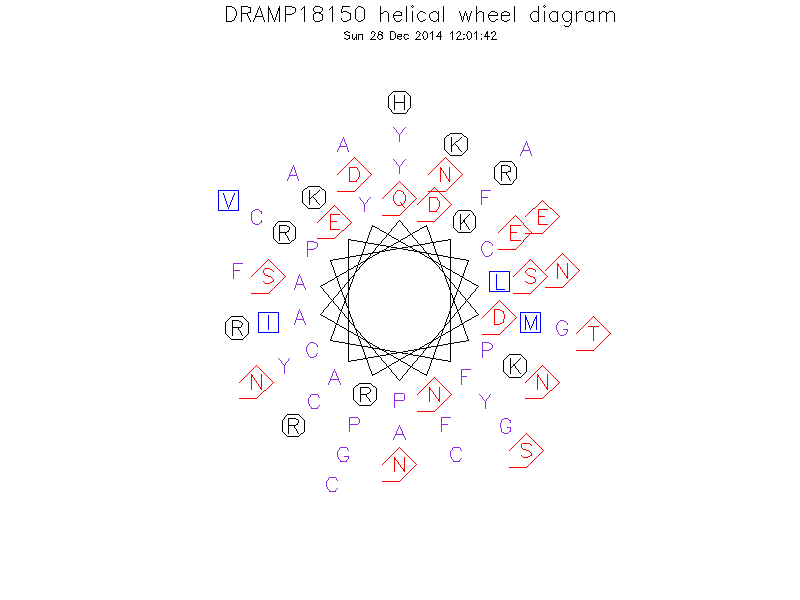 DRAMP18150 helical wheel diagram
Sun 28 Dec 2014 12:01:42
H
Y
A K A
A D Y N R
V K Y Q D F
C E K E E
R P C
F S A L S N
R I A D M G T
Y C P K
N A F N
C R P N Y
R P A F G
G N C S
C